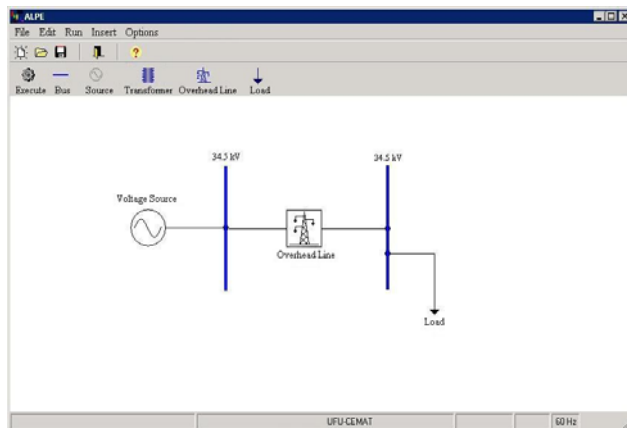 ALPE
File Edit Run Insert Options
Execute Bus Source Transformer Overhead Line Load
34.5 kV 34.5 kV
Voltage Source
Overhead Line
Load
UFU-CEMAT 60 Hz